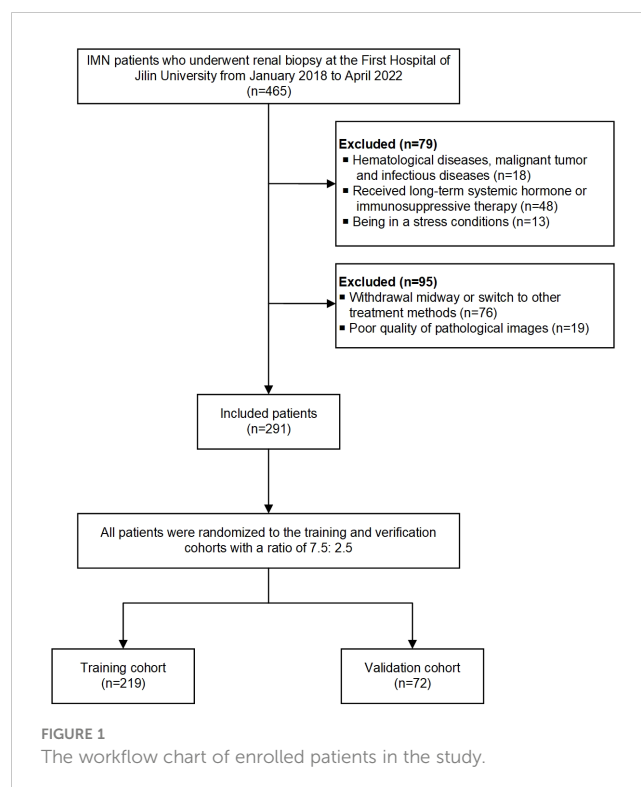 IMN patients who underwent renal biopsy at the First Hospital of
Jilin University from January 2018 to April 2022
(n=465)
Excluded (n=79)
▪ Hematological diseases, malignant tumor
and infectious diseases (n=18)
▪ Received long-term systemic hormone or
immunosuppressive therapy (n=48)
▪ Being in a stress conditions (n=13)
Excluded (n=95)
▪ Withdrawal midway or switch to other
treatment methods (n=76)
▪ Poor quality of pathological images (n=19)
Included patients
(n=291)
All patients were randomized to the training and verification
cohorts with a ratio of 7.5: 2.5
Training cohort
(n=219)
Validation cohort
(n=72)
FIGURE 1
The workflow chart of enrolled patients in the study.